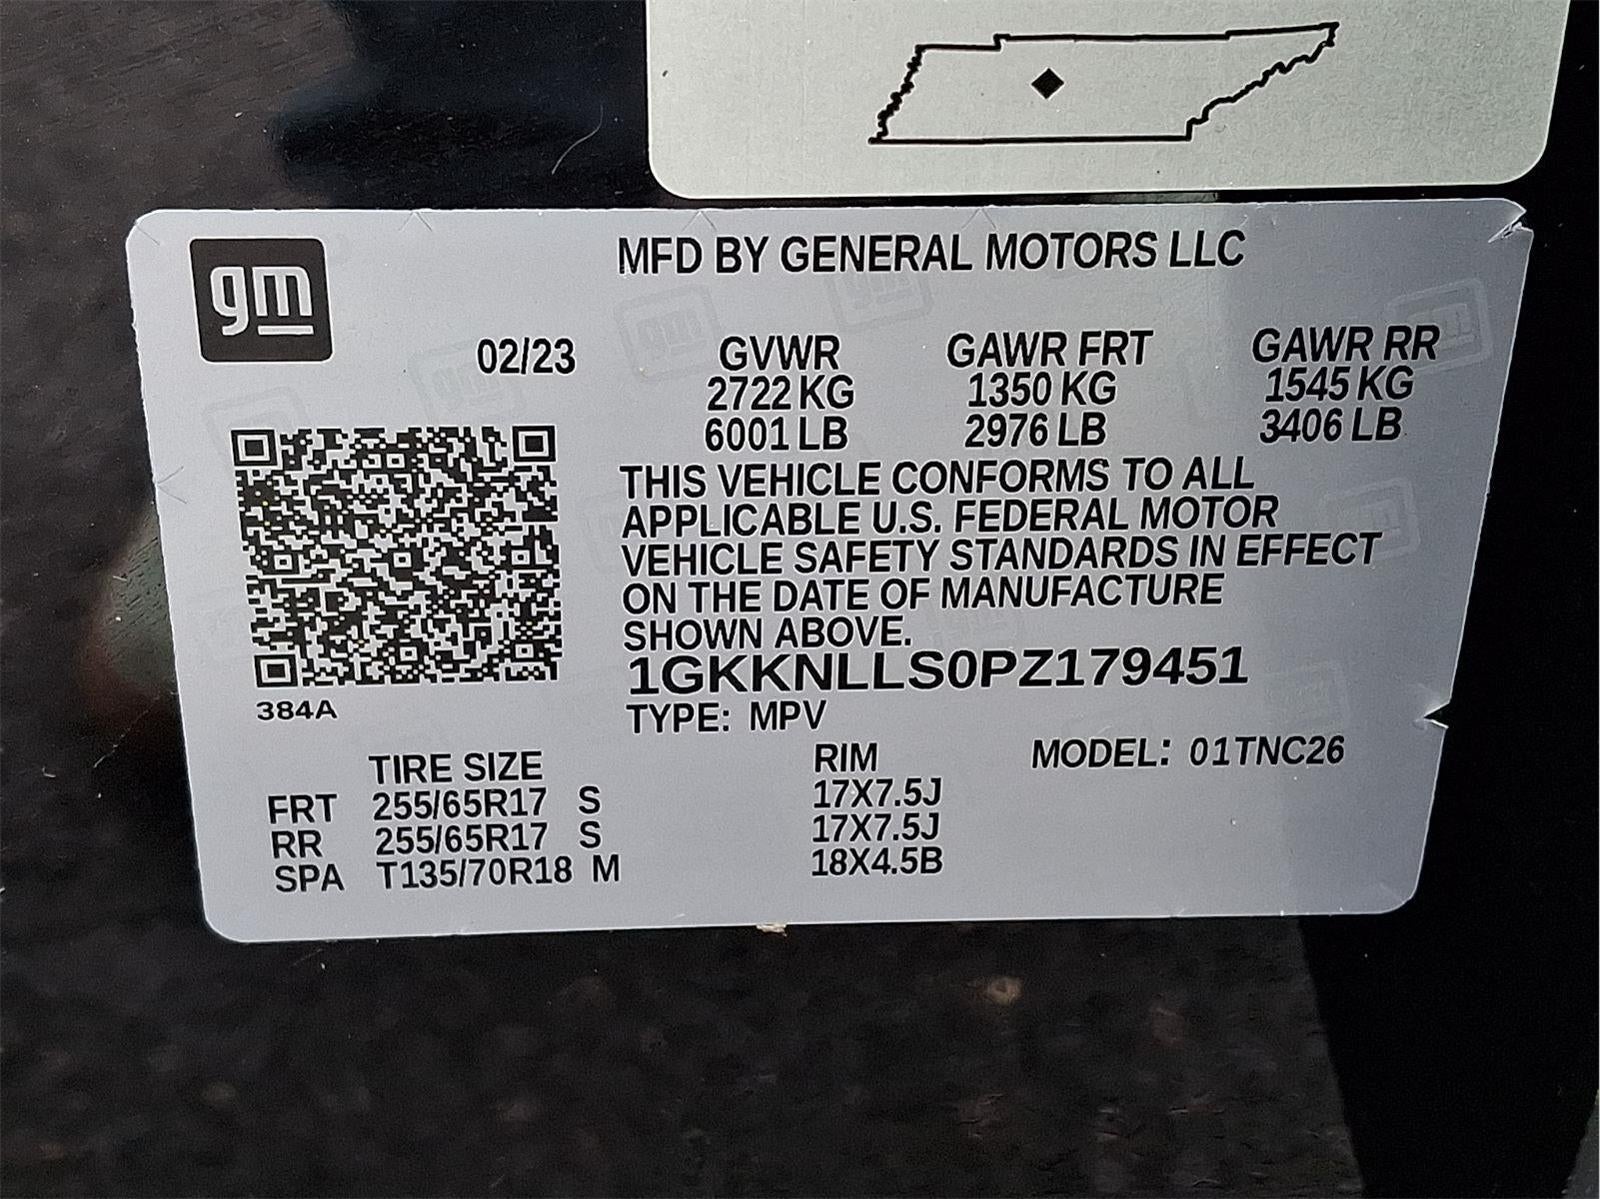 gm
MFD BY GENERAL MOTORS LLC
02/23
GVWR GAWR FRT GAWR RR
2722 KG 1350 KG 1545 KG
6001 LB 2976 LB 3406 LB
THIS VEHICLE CONFORMS TO ALL
APPLICABLE U.S. FEDERAL MOTOR
VEHICLE SAFETY STANDARDS IN EFFECT
ON THE DATE OF MANUFACTURE
SHOWN ABOVE.
1GKKNLLS0PZ179451
384A
TYPE: MPV
TIRE SIZE RIM MODEL: 01TNC26
FRT 255/65R17 S 17X7.5J
RR 255/65R17 S 17X7.5J
SPA T135/70R18 M 18X4.5B